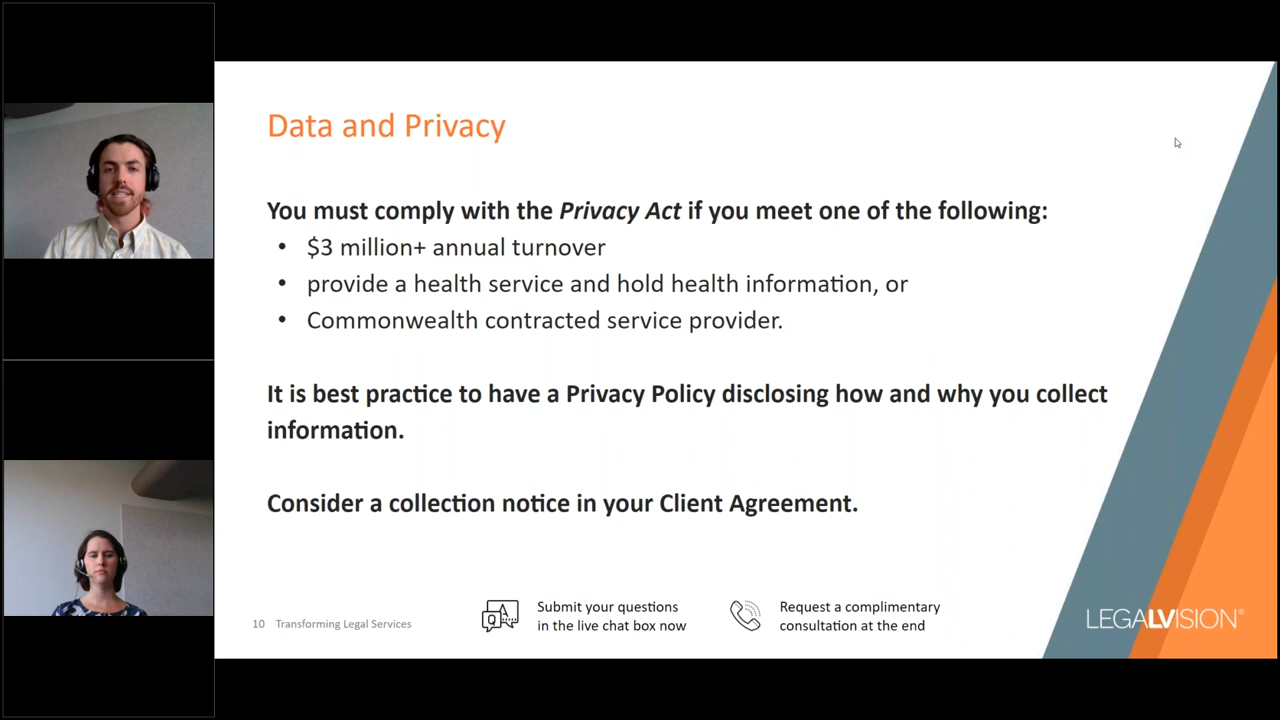 Data and Privacy
You must comply with the Privacy Act if you meet one of the following:
• $3 million+ annual turnover
• provide a health service and hold health information, or
• Commonwealth contracted service provider.
It is best practice to have a Privacy Policy disclosing how and why you collect
information.
Consider a collection notice in your Client Agreement.
10 Transforming Legal Services
Q A
Submit your questions
in the live chat box now
Request a complimentary
consultation at the end
LEGALVISION®